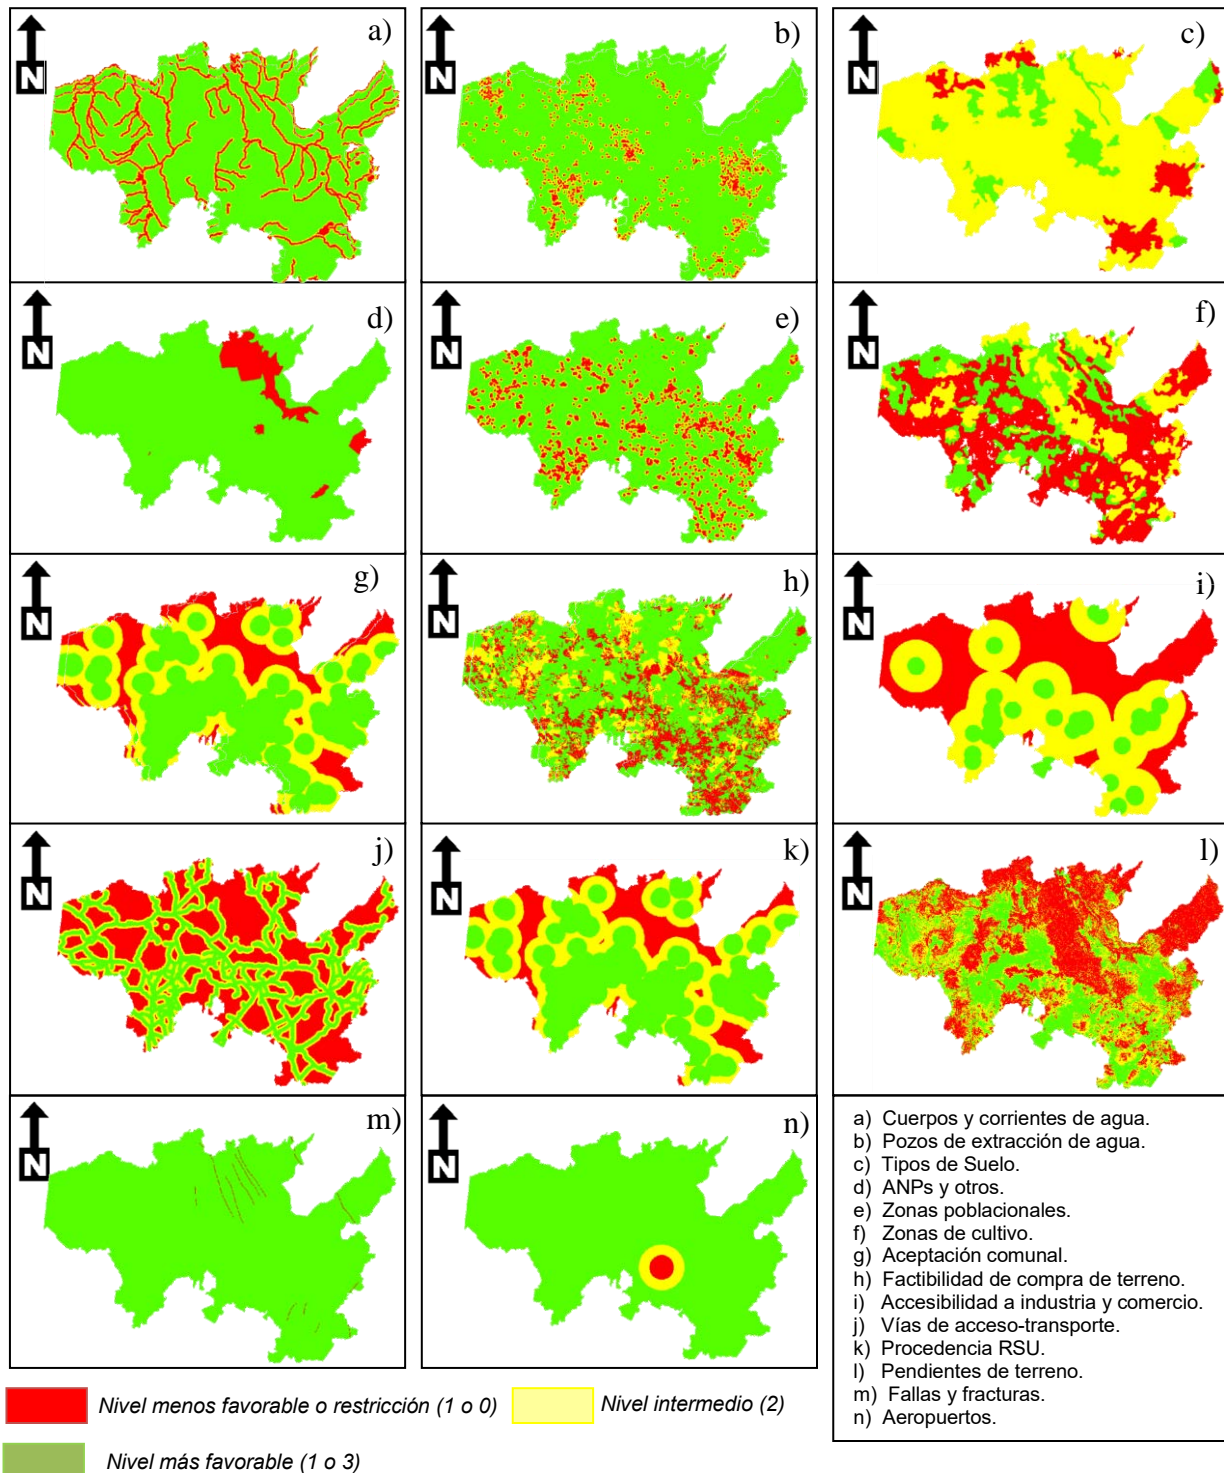 N
a)
N
b)
N
c)
N
d)
N
e)
N
f)
N
g)
N
h)
N
i)
N
j)
N
k)
N
l)
N
m)
N
n)
a) Cuerpos y corrientes de agua.
b) Pozos de extracción de agua.
c) Tipos de Suelo.
d) ANPs y otros.
e) Zonas poblacionales.
f) Zonas de cultivo.
g) Aceptación comunal.
h) Factibilidad de compra de terreno.
i) Accesibilidad a industria y comercio.
j) Vías de acceso-transporte.
k) Procedencia RSU.
l) Pendientes de terreno.
m) Fallas y fracturas.
n) Aeropuertos.
Nivel menos favorable o restricción (1 o 0)
Nivel intermedio (2)
Nivel más favorable (1 o 3)